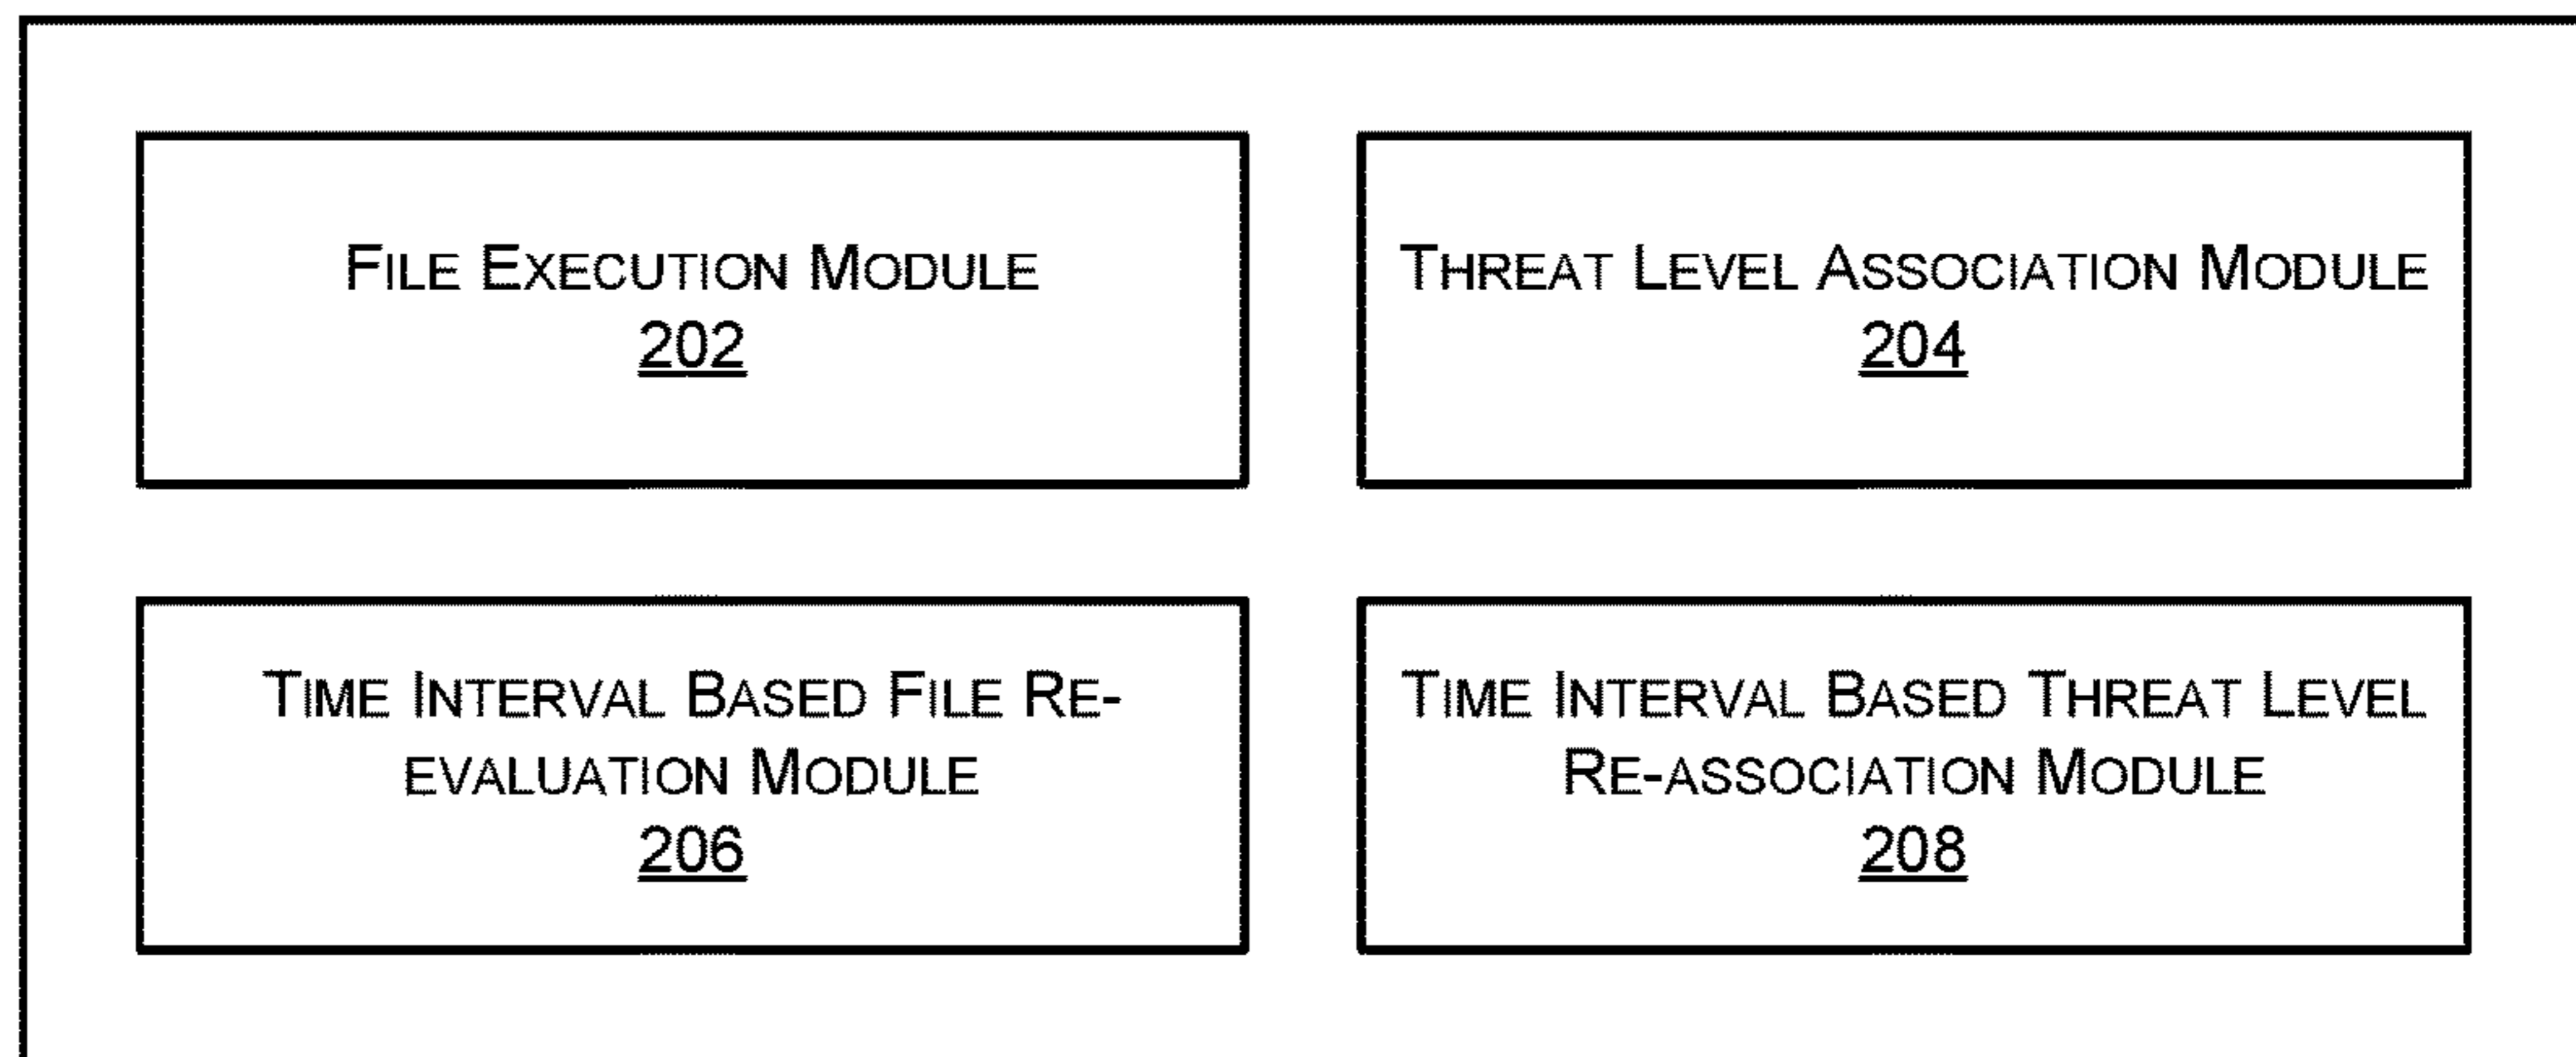 FILE EXECUTION MODULE
202
THREAT LEVEL ASSOCIATION MODULE
204
TIME INTERVAL BASED FILE RE-
EVALUATION MODULE
206
TIME INTERVAL BASED THREAT LEVEL
RE-ASSOCIATION MODULE
208